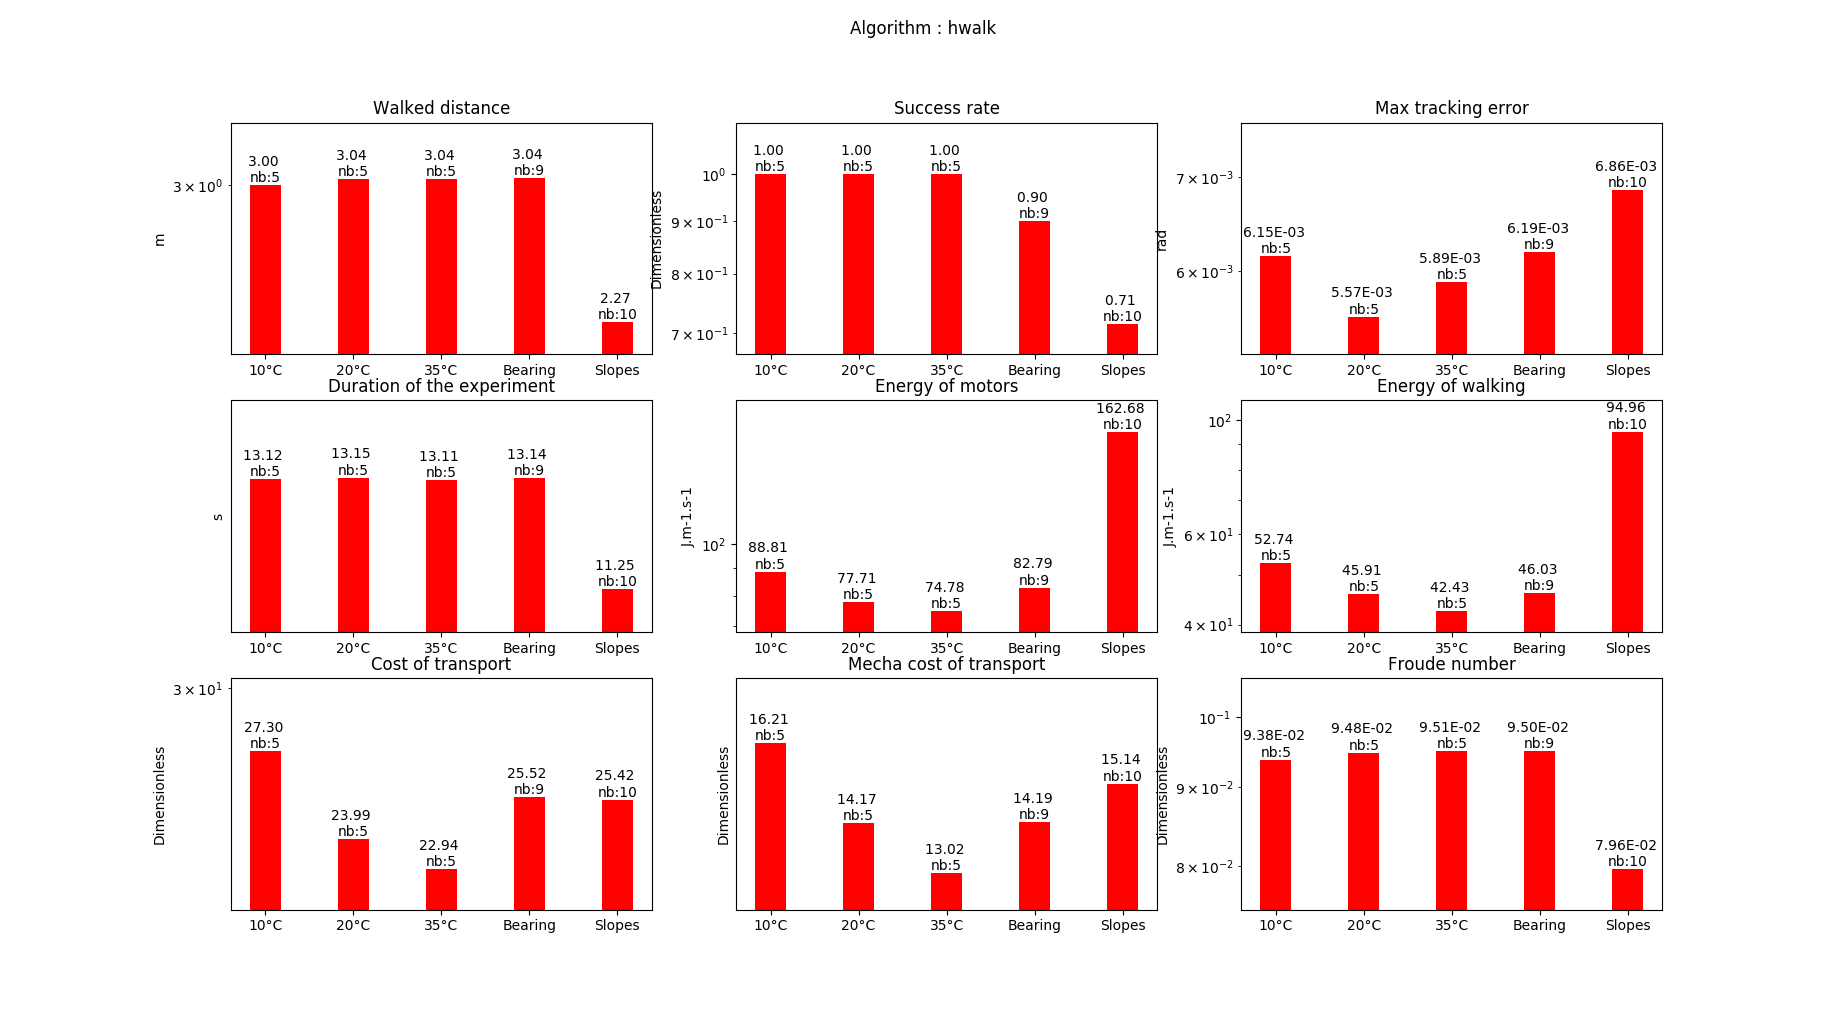 Algorithm : hwalk
Walked distance
3.00
nb:5
3.04
nb:5
3.04
nb:5
3.04
nb:9
2.27
nb:10
3 × 10⁰
m
10°C
20°C
35°C
Bearing
Slopes
Success rate
1.00
nb:5
1.00
nb:5
1.00
nb:5
0.90
nb:9
0.71
nb:10
10⁰
9 × 10⁻¹
8 × 10⁻¹
7 × 10⁻¹
Dimensionless
10°C
20°C
35°C
Bearing
Slopes
Max tracking error
6.15E-03
nb:5
5.57E-03
nb:5
5.89E-03
nb:5
6.19E-03
nb:9
6.86E-03
nb:10
7 × 10⁻³
6 × 10⁻³
rad
10°C
20°C
35°C
Bearing
Slopes
Duration of the experiment
13.12
nb:5
13.15
nb:5
13.11
nb:5
13.14
nb:9
11.25
nb:10
s
10°C
20°C
35°C
Bearing
Slopes
Energy of motors
88.81
nb:5
77.71
nb:5
74.78
nb:5
82.79
nb:9
162.68
nb:10
10²
J.m-1.s-1
10°C
20°C
35°C
Bearing
Slopes
Energy of walking
52.74
nb:5
45.91
nb:5
42.43
nb:5
46.03
nb:9
94.96
nb:10
10²
6 × 10¹
4 × 10¹
J.m-1.s-1
10°C
20°C
35°C
Bearing
Slopes
Cost of transport
27.30
nb:5
23.99
nb:5
22.94
nb:5
25.52
nb:9
25.42
nb:10
3 × 10¹
Dimensionless
10°C
20°C
35°C
Bearing
Slopes
Mecha cost of transport
16.21
nb:5
14.17
nb:5
13.02
nb:5
14.19
nb:9
15.14
nb:10
Dimensionless
10°C
20°C
35°C
Bearing
Slopes
Froude number
9.38E-02
nb:5
9.48E-02
nb:5
9.51E-02
nb:5
9.50E-02
nb:9
7.96E-02
nb:10
10⁻¹
9 × 10⁻²
8 × 10⁻²
Dimensionless
10°C
20°C
35°C
Bearing
Slopes